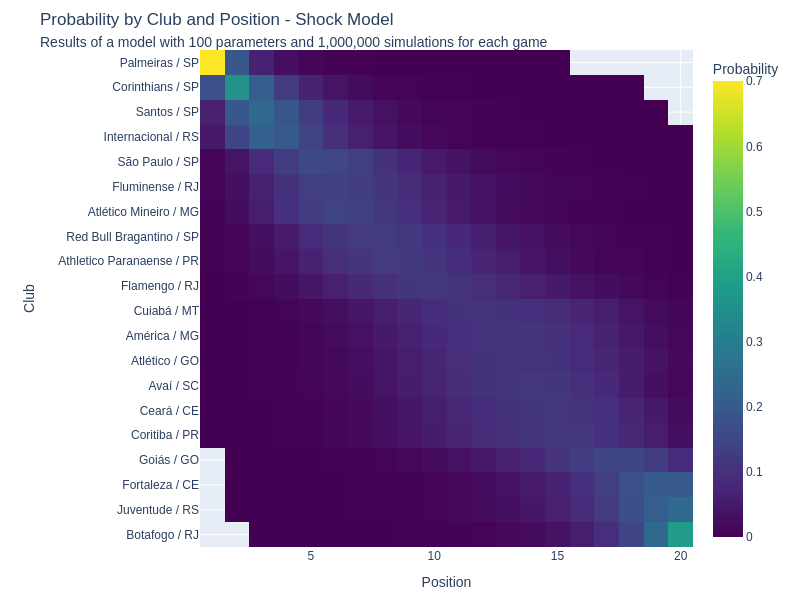 Probability by Club and Position - Shock Model
Results of a model with 100 parameters and 1,000,000 simulations for each game
Probability
Palmeiras / SP
Corinthians / SP
Santos / SP
Internacional / RS
São Paulo / SP
Fluminense / RJ
Atlético Mineiro / MG
Red Bull Bragantino / SP
Athletico Paranaense / PR
Flamengo / RJ
Cuiabá / MT
América / MG
Atlético / GO
Avaí / SC
Ceará / CE
Coritiba / PR
Goiás / GO
Fortaleza / CE
Juventude / RS
Botafogo / RJ
Club
0.7
0.6
0.5
0.4
0.3
0.2
0.1
0
5
10
15
20
Position